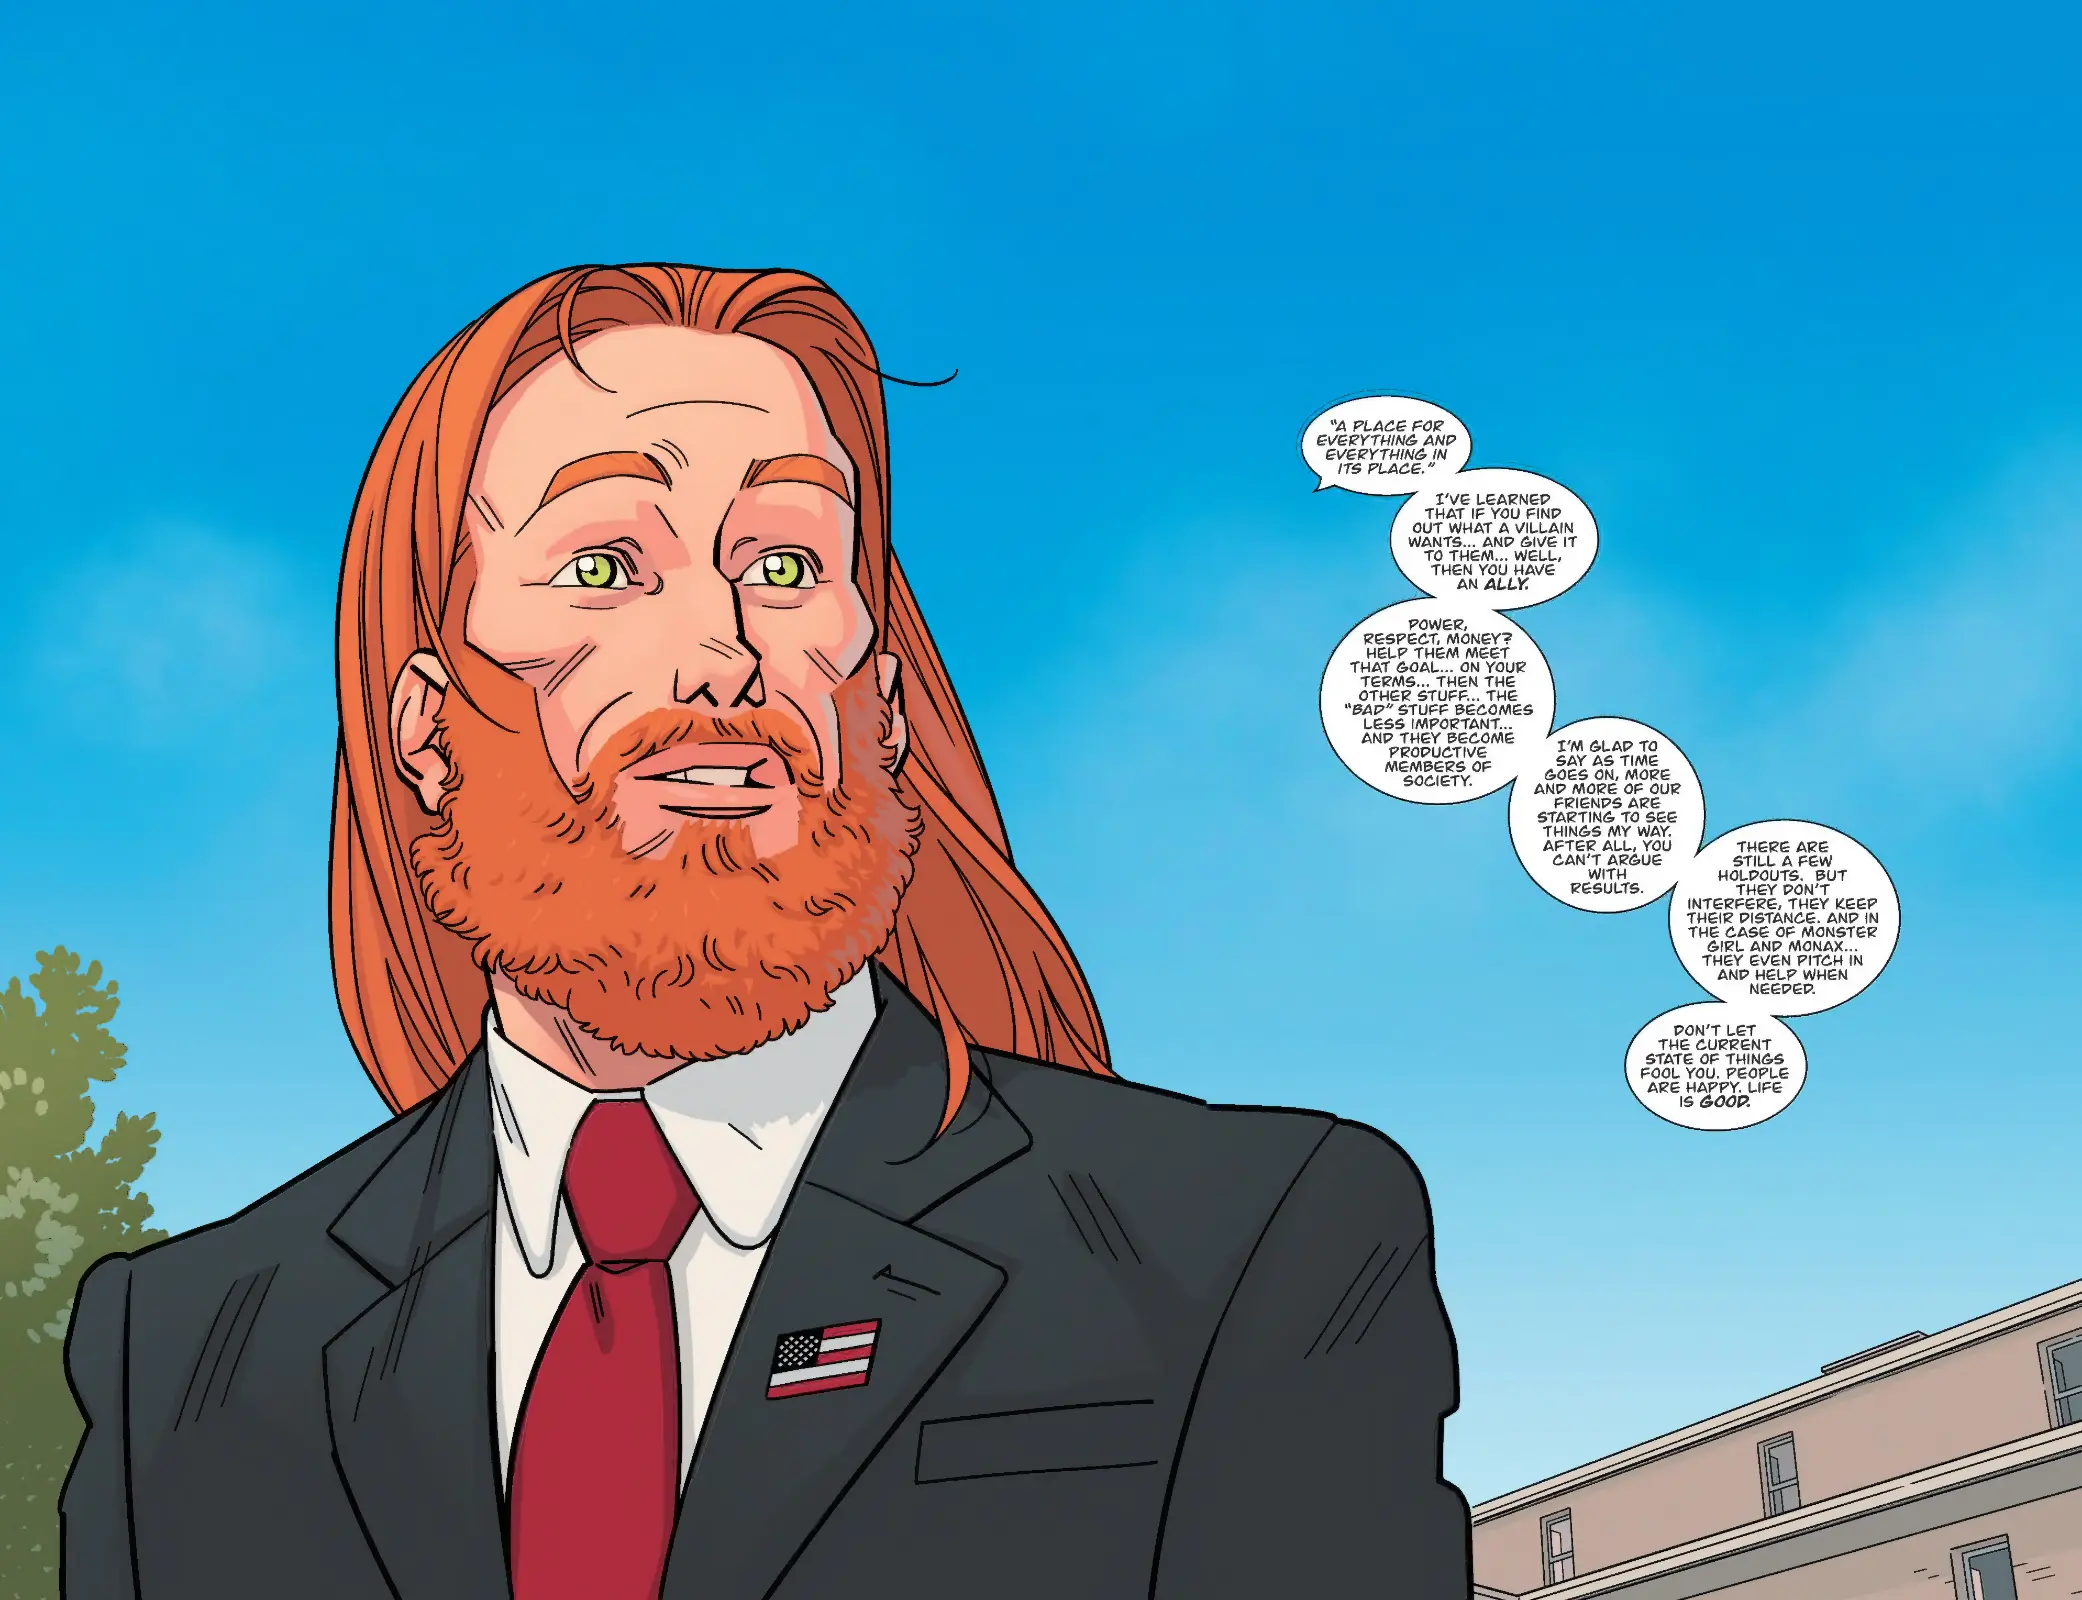 "A PLACE FOR
EVERYTHING AND
EVERYTHING IN
ITS PLACE."
I'VE LEARNED
THAT IF YOU FIND
OUT WHAT A VILLAIN
WANTS... AND GIVE IT
TO THEM... WELL,
THEN YOU HAVE
AN ALLY.
POWER,
RESPECT, MONEY?
HELP THEM MEET
THAT GOAL... ON YOUR
TERMS... THEN THE
OTHER STUFF... THE
"BAD" STUFF BECOMES
LESS IMPORTANT...
AND THEY BECOME
PRODUCTIVE
MEMBERS OF
SOCIETY.
I'M GLAD TO
SAY AS TIME
GOES ON, MORE
AND MORE OF OUR
FRIENDS ARE
STARTING TO SEE
THINGS MY WAY.
AFTER ALL, YOU
CAN'T ARGUE
WITH
RESULTS.
THERE ARE
STILL A FEW
HOLDOUTS. BUT
THEY DON'T
INTERFERE, THEY KEEP
THEIR DISTANCE. AND IN
THE CASE OF MONSTER
GIRL AND MONAX...
THEY EVEN PITCH IN
AND HELP WHEN
NEEDED.
DON'T LET
THE CURRENT
STATE OF THINGS
FOOL YOU. PEOPLE
ARE HAPPY. LIFE
IS GOOD.